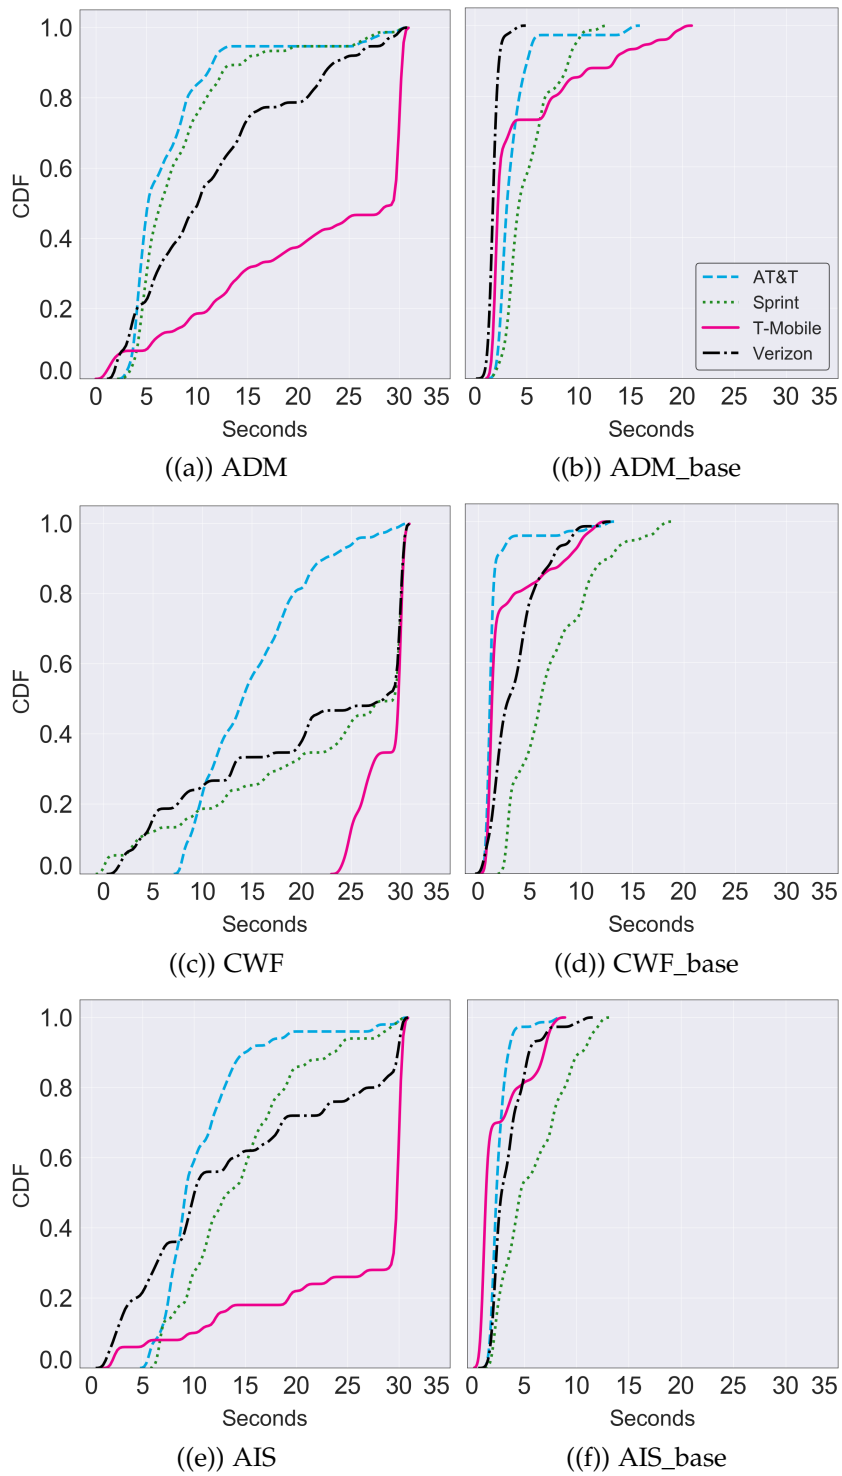 1.0
0.8
0.6
0.4
0.2
0.0
CDF
0 5 10 15 20 25 30 35
Seconds
((a)) ADM
AT&T
Sprint
T-Mobile
Verizon
0 5 10 15 20 25 30 35
Seconds
((b)) ADM_base
1.0
0.8
0.6
0.4
0.2
0.0
CDF
0 5 10 15 20 25 30 35
Seconds
((c)) CWF
0 5 10 15 20 25 30 35
Seconds
((d)) CWF_base
1.0
0.8
0.6
0.4
0.2
0.0
CDF
0 5 10 15 20 25 30 35
Seconds
((e)) AIS
0 5 10 15 20 25 30 35
Seconds
((f)) AIS_base